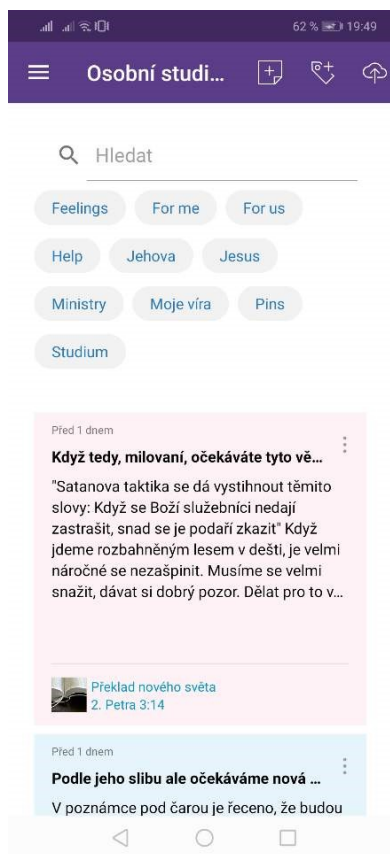 62 % 19:49
Osobní studi...
Hledat
Feelings For me For us
Help Jehova Jesus
Ministry Moje víra Pins
Studium
Před 1 dnem
Když tedy, milovaní, očekáváte tyto vě...
"Satanova taktika se dá vystihnout těmito
slovy: Když se Boží služebníci nedají
zastrašit, snad se je podaří zkazit" Když
jdeme rozbahněným lesem v dešti, je velmi
náročné se nezašpinit. Musíme se velmi
snažit, dávat si dobrý pozor. Dělat pro to v...
Překlad nového světa
2. Petra 3:14
Před 1 dnem
Podle jeho slibu ale očekáváme nová ...
V poznámce pod čarou je řečeno, že budou